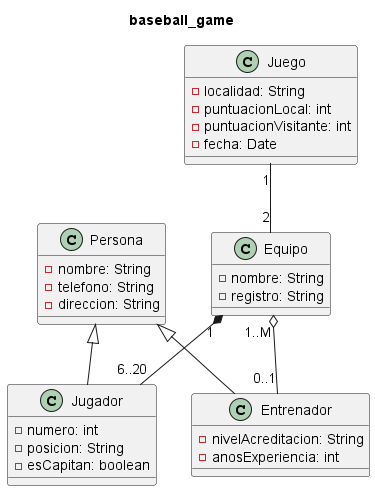 baseball_game
C Juego
localidad: String
puntuacionLocal: int
puntuacionVisitante: int
fecha: Date
1
2
C Persona
nombre: String
telefono: String
direccion: String
C Equipo
nombre: String
registro: String
1
1..M
6..20
0..1
C Jugador
numero: int
posicion: String
esCapitan: boolean
C Entrenador
nivelAcreditacion: String
anosExperiencia: int